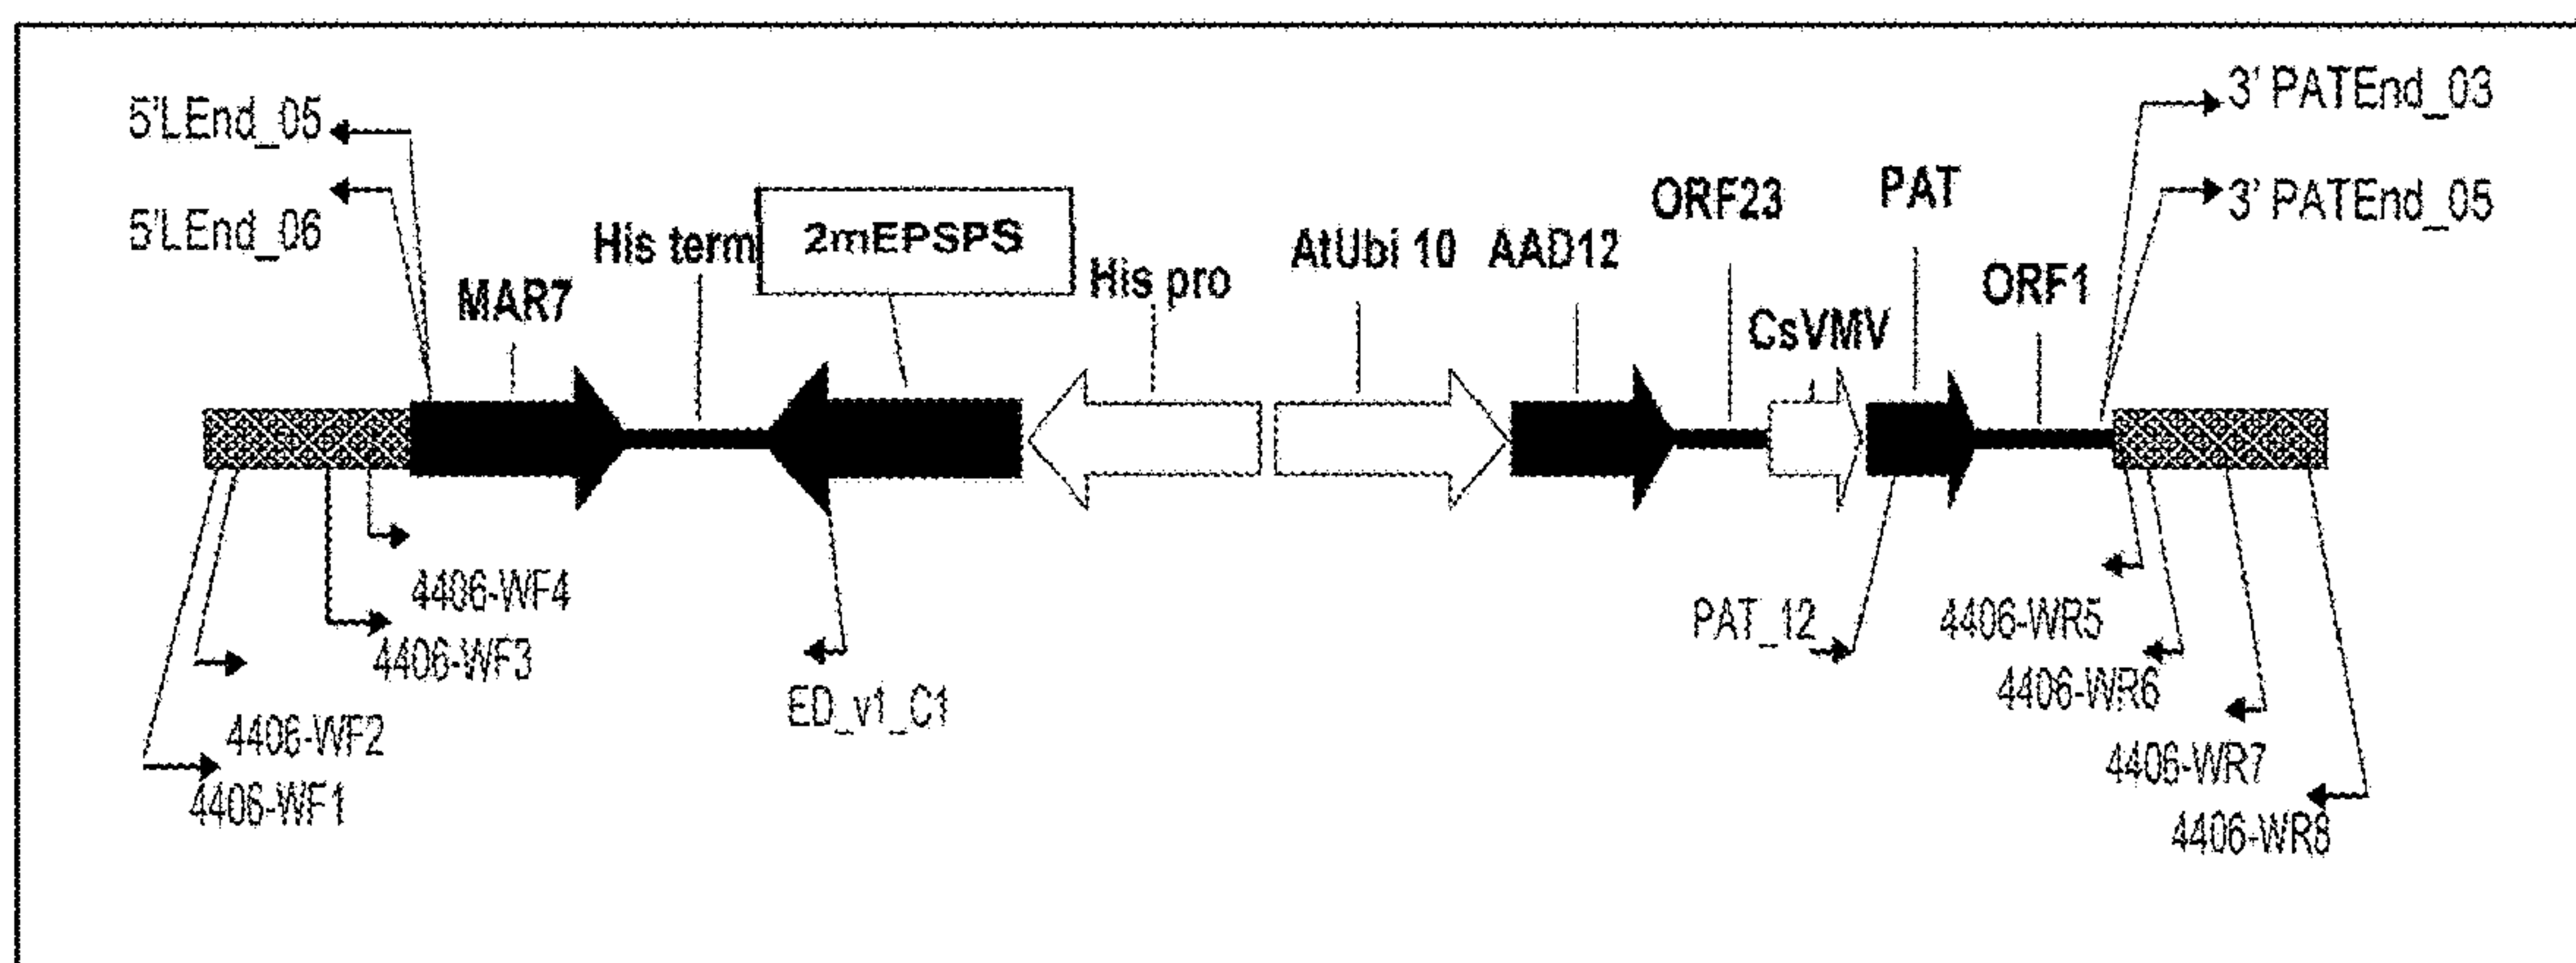 5'LEnd_05
5'LEnd_06
MAR7
His term
2mEPSPS
His pro
AtUbi 10
AAD12
ORF23
CsVMV
PAT
ORF1
3' PATEnd_03
3' PATEnd_05
4406-WF4
4406-WF3
4406-WF2
4406-WF1
ED_v1_C1
PAT_12
4406-WR5
4406-WR6
4406-WR7
4406-WR8